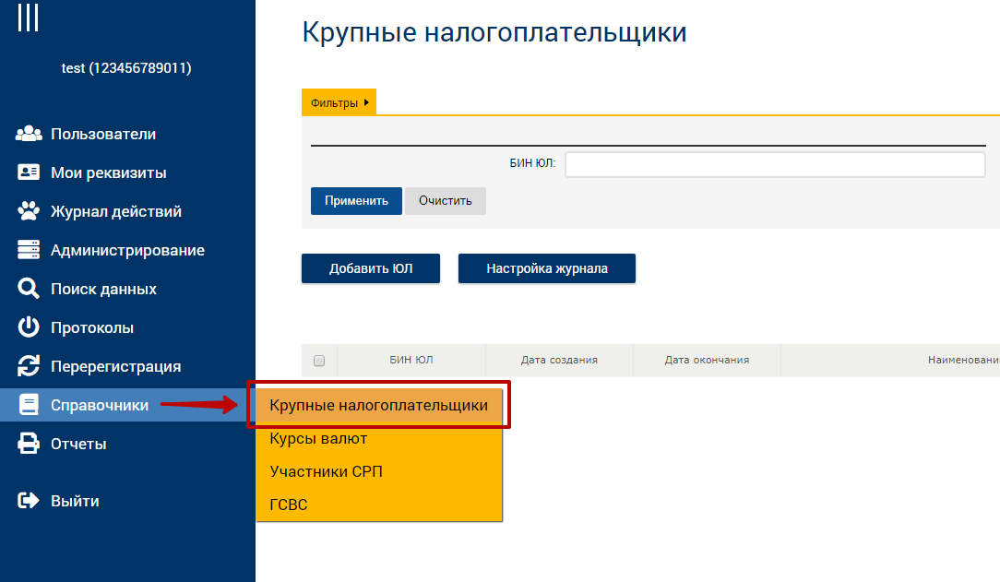 test (123456789011)
Пользователи
Мои реквизиты
Журнал действий
Администрирование
Поиск данных
Протоколы
Перерегистрация
Справочники
Отчеты
Выйти
Крупные налогоплательщики
Фильтры
БИН ЮЛ:
Применить Очистить
Добавить ЮЛ Настройка журнала
БИН ЮЛ Дата создания Дата окончания Наименовани
Крупные налогоплательщики
Курсы валют
Участники СРП
ГСВС